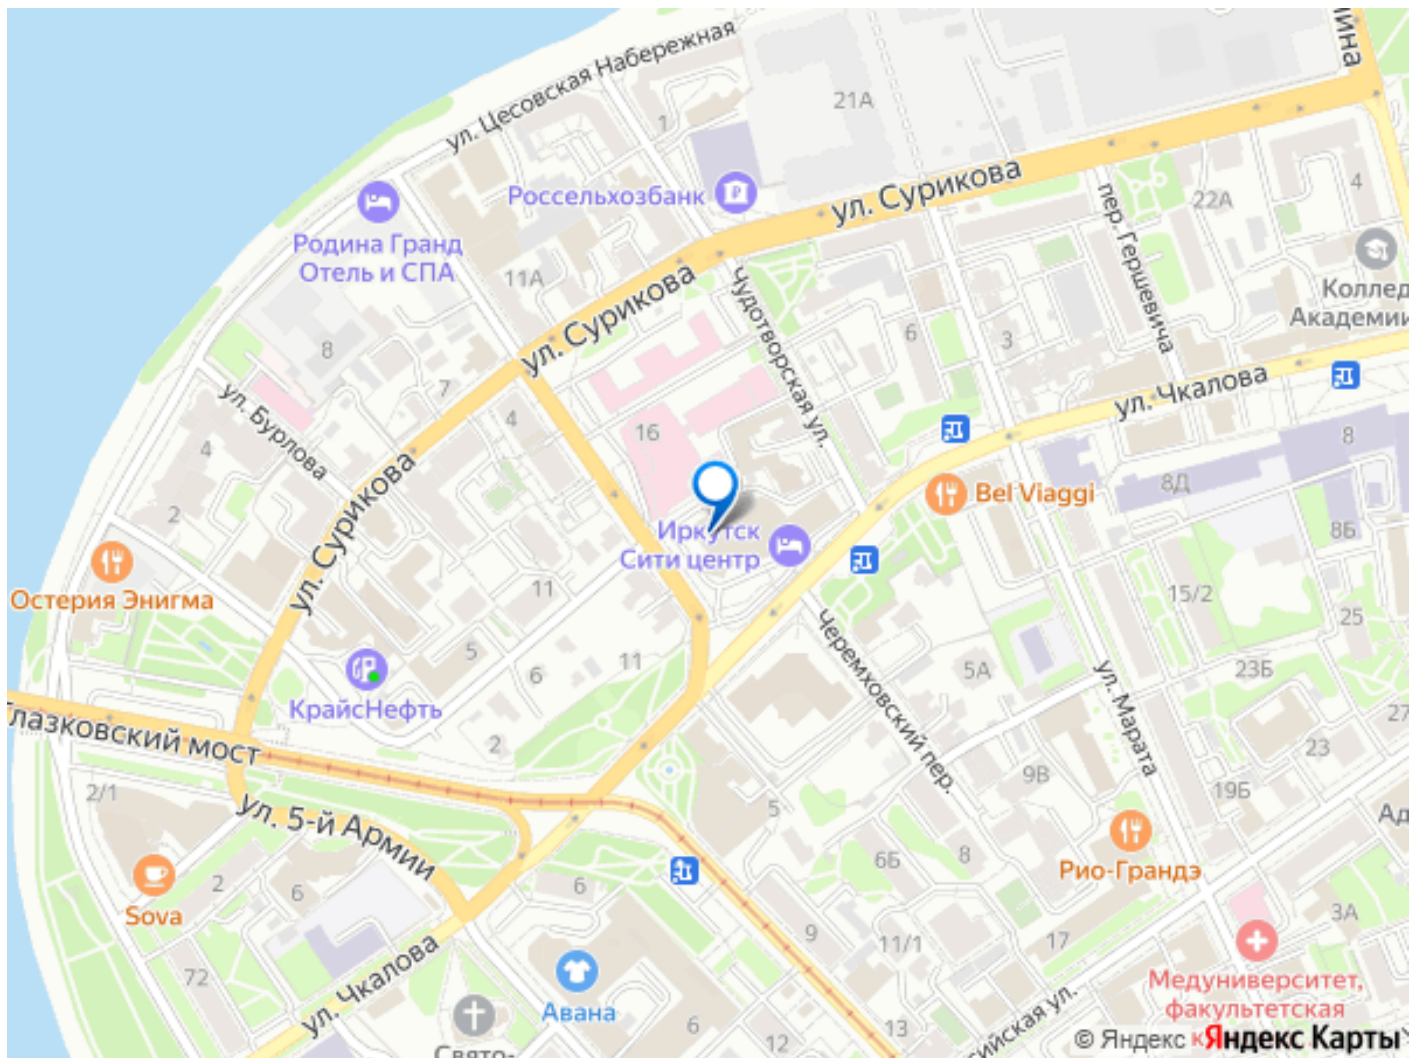 ул. Цесовская Набережная
21А
1
Россельхозбанк
ул. Сурикова
пер. Гершевича
22А
4
Родина Гранд
Отель и СПА
11А
ул. Сурикова
Чудотворская ул.
Коллед
Академии
6
3
8
7
ул. Чкалова
ул. Бурлова
4
4
16
8
ул. Сурикова
2
Bel Viaggi
8Д
8Б
Иркутск
Сити центр
Остерия Энигма
11
15/2
25
Черемховский пер.
5
6
11
5А
23Б
ул. Марата
КрайсНефть
27
Глазковский мост
2
23
9В
2/1
19Б
ул. 5-й Армии
5
Ад
6Б
8
Рио-Грандэ
2
6
6
Sova
3А
9
11/1
17
72
ул. Чкалова
Авана
Медуниверситет,
факультетская
6
12
13
Свято-
© Яндекс
Яндекс Карты